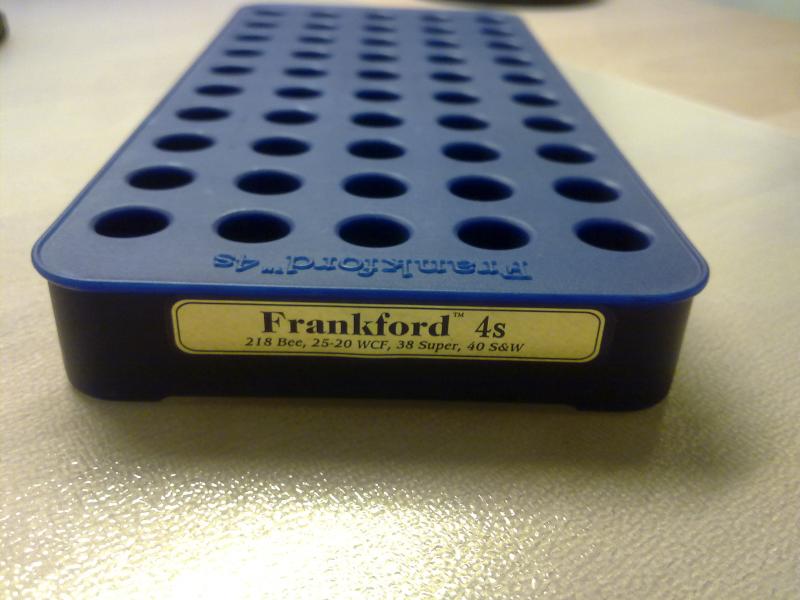 Frankford™ 4s
Frankford™ 4s
218 Bee, 25-20 WCF, 38 Super, 40 S&W